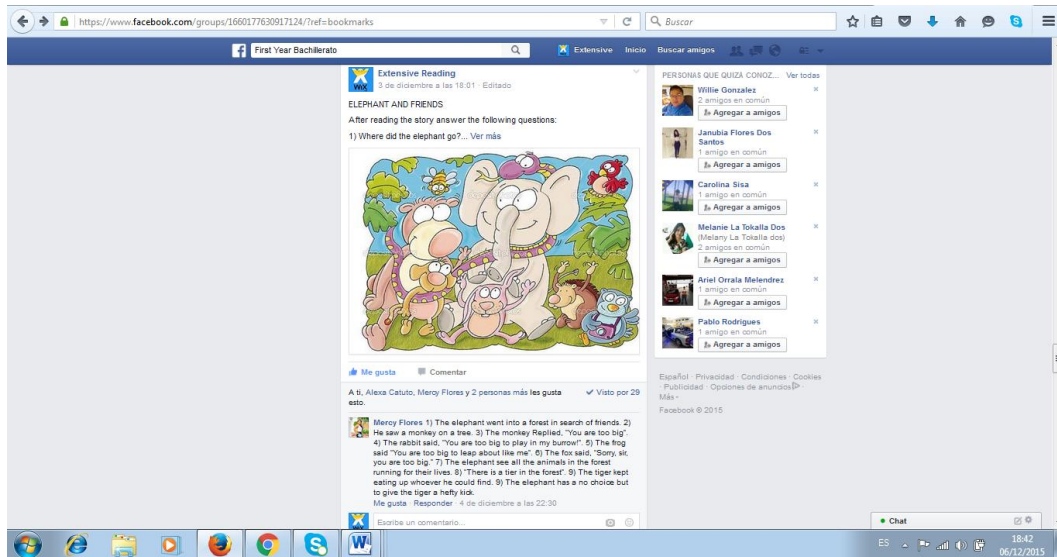 https://www.facebook.com/groups/1660177630917124/?ref=bookmarks
Buscar
First Year Bachillerato
Extensive Inicio Buscar amigos
Extensive Reading
3 de diciembre a las 18:01 · Editado
ELEPHANT AND FRIENDS
After reading the story answer the following questions:
1) Where did the elephant go?... Ver más
Me gusta Comentar
A ti, Alexa Catuto, Mercy Flores y 2 personas más les gusta
esto.
Visto por 29
Mercy Flores 1) The elephant went into a forest in search of friends. 2)
He saw a monkey on a tree. 3) The monkey Replied, "You are too big".
4) The rabbit said, "You are too big to play in my burrow!". 5) The frog
said "You are too big to leap about like me". 6) The fox said, "Sorry, sir,
you are too big." 7) The elephant see all the animals in the forest
running for their lives. 8) "There is a tier in the forest". 9) The tiger kept
eating up whoever he could find. 9) The elephant has a no choice but
to give the tiger a hefty kick.
Me gusta · Responder · 4 de diciembre a las 22:30
Escribe un comentario...
PERSONAS QUE QUIZÁ CONOZ... Ver todas
Willie Gonzalez
2 amigos en común
Agregar a amigos
Janubia Flores Dos
Santos
1 amigo en común
Agregar a amigos
Carolina Sisa
1 amigo en común
Agregar a amigos
Melanie La Tokalla Dos
(Melany La Tokalla dos)
2 amigos en común
Agregar a amigos
Ariel Orrala Melendrez
1 amigo en común
Agregar a amigos
Pablo Rodrigues
1 amigo en común
Agregar a amigos
Español · Privacidad · Condiciones · Cookies
· Publicidad · Opciones de anuncios ·
Más
Facebook © 2015
Chat
ES
18:42
06/12/2015
WiX